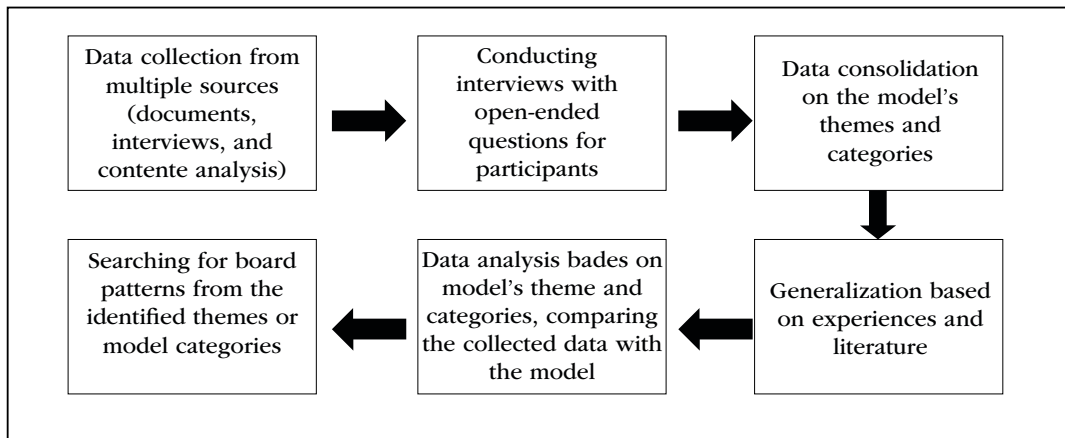 Data collection from
multiple sources
(documents,
interviews, and
contente analysis)
Conducting
interviews with
open-ended
questions for
participants
Data consolidation
on the model's
themes and
categories
Generalization based
on experiences and
literature
Data analysis bades on
model's theme and
categories, comparing
the collected data with
the model
Searching for board
patterns from the
identified themes or
model categories